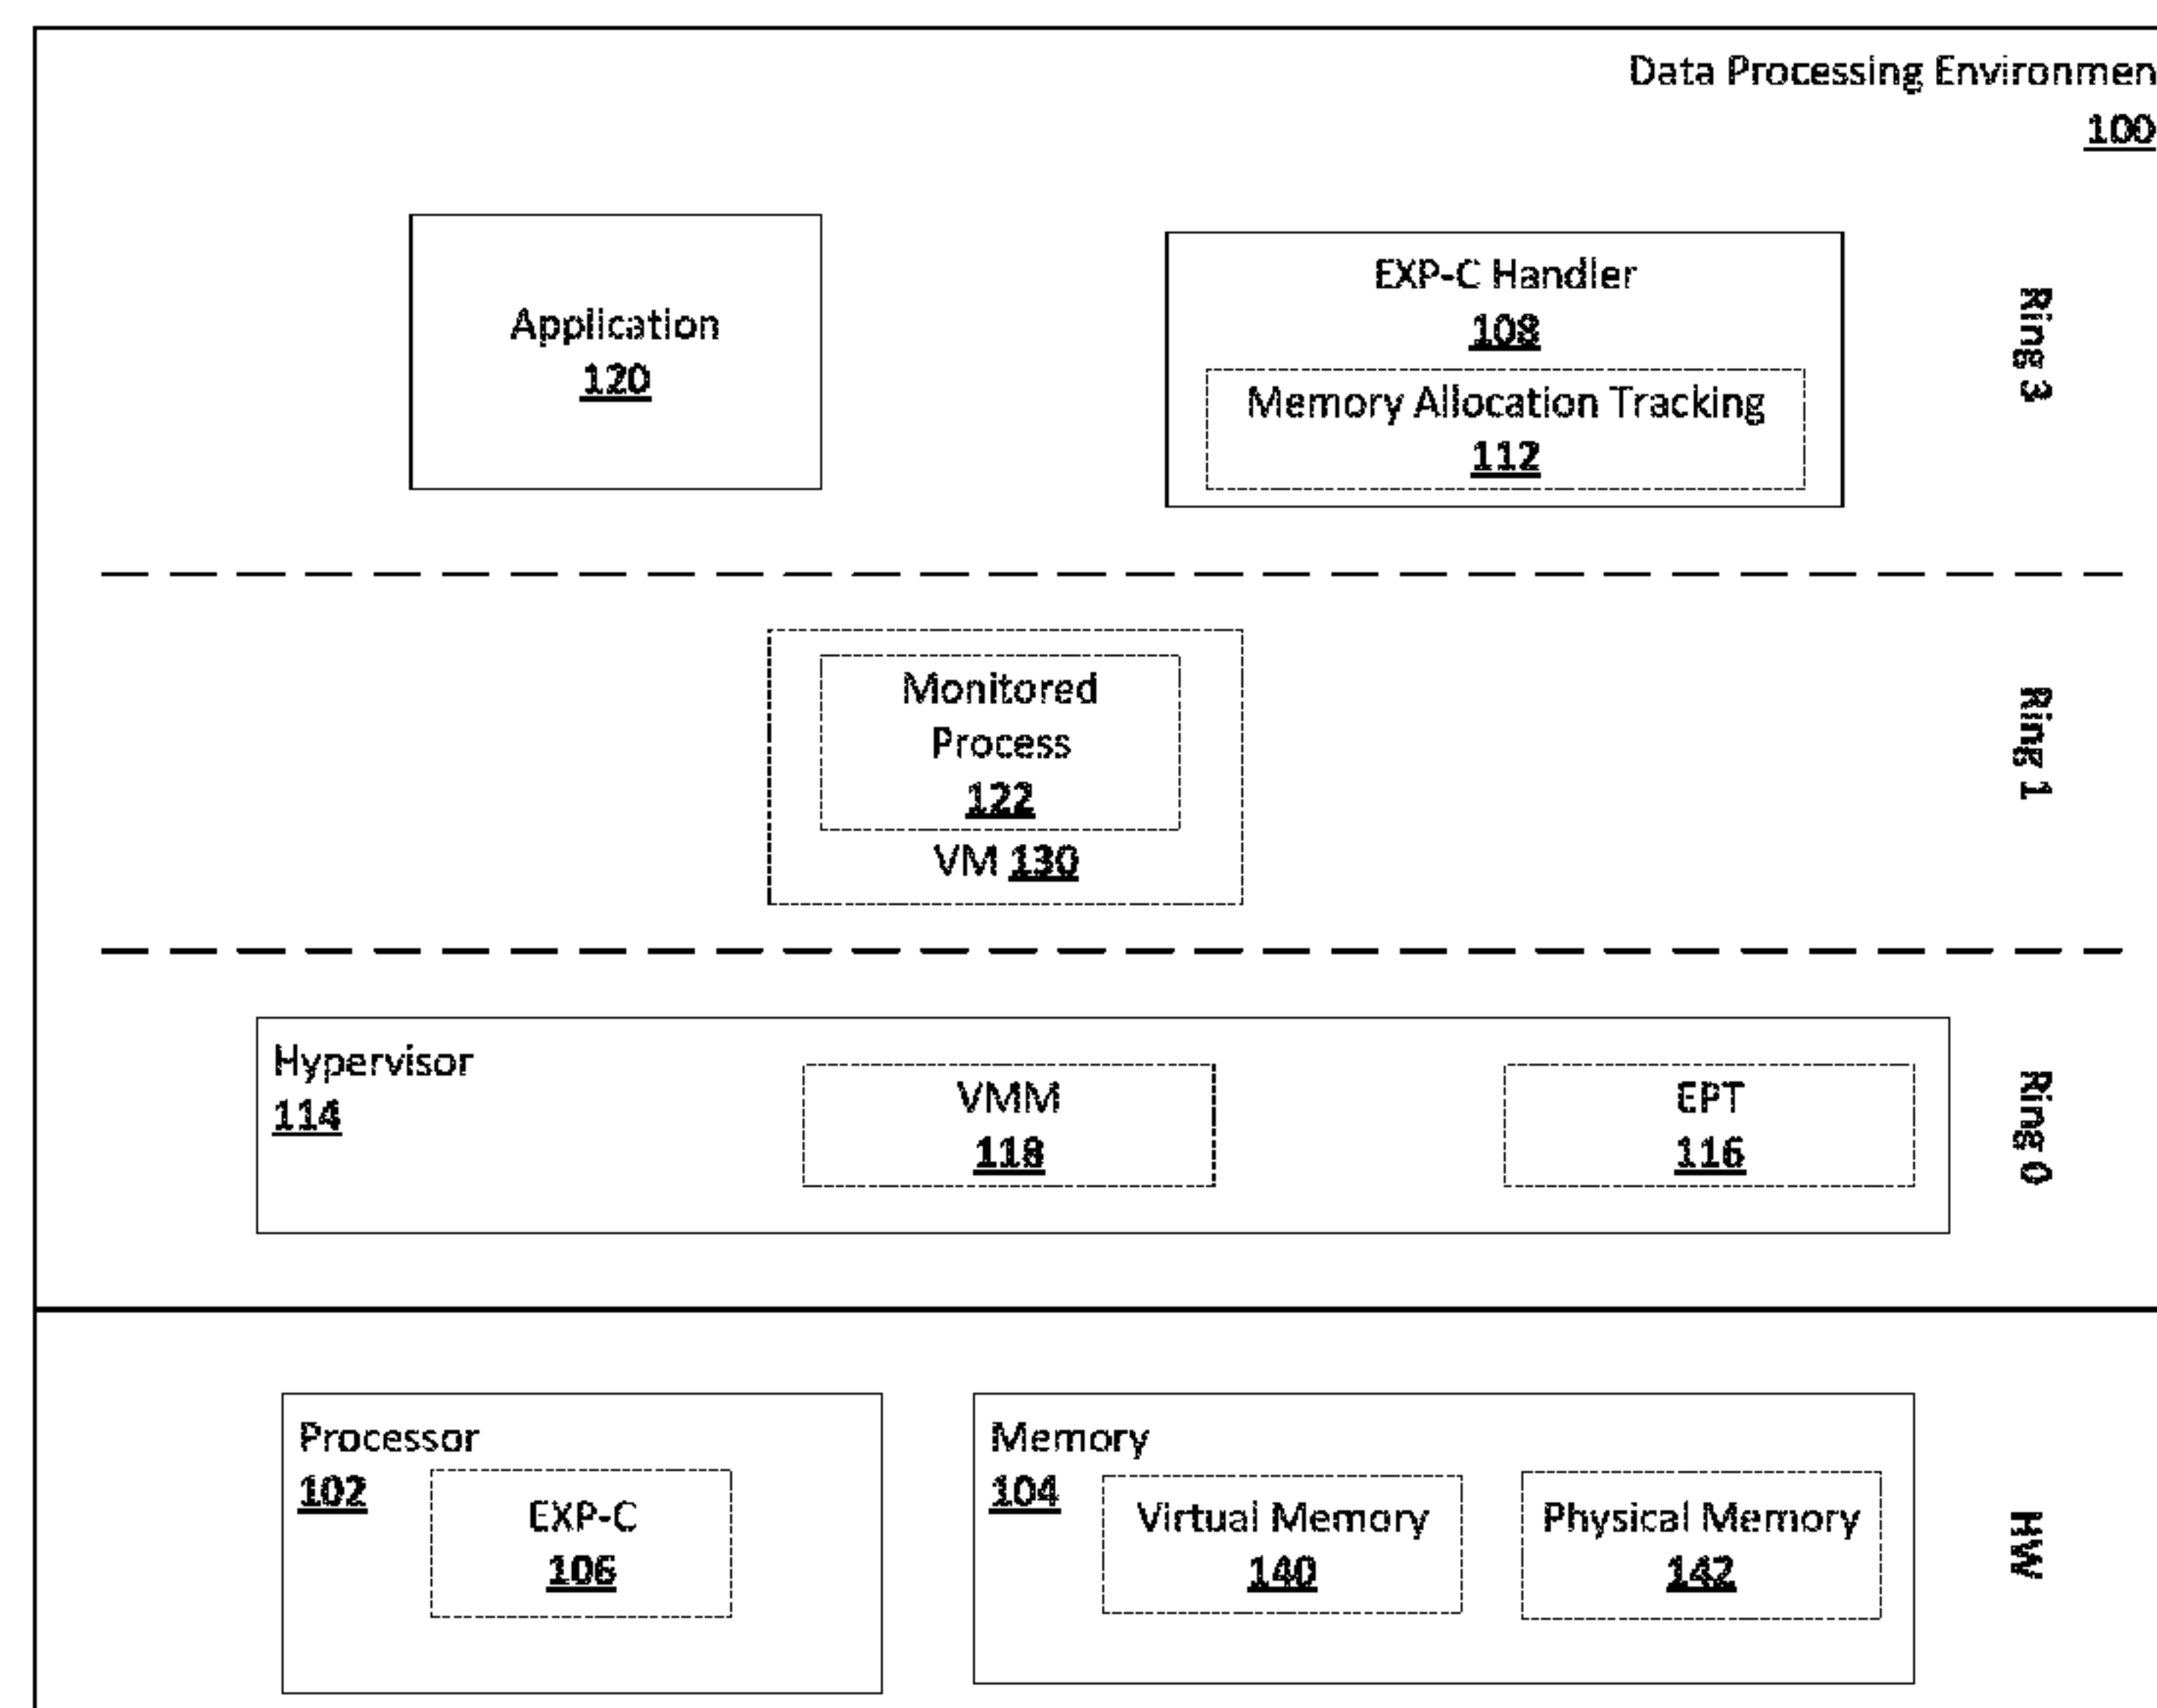 Data Processing Environmen
100
Application
120
EXP-C Handler
108
Memory Allocation Tracking
112
Ring 3
Monitored
Process
122
VM 130
Ring 1
Hypervisor
114
VMM
118
EPT
116
Ring 0
Processor
102
EXP-C
106
Memory
104
Virtual Memory
140
Physical Memory
142
HW